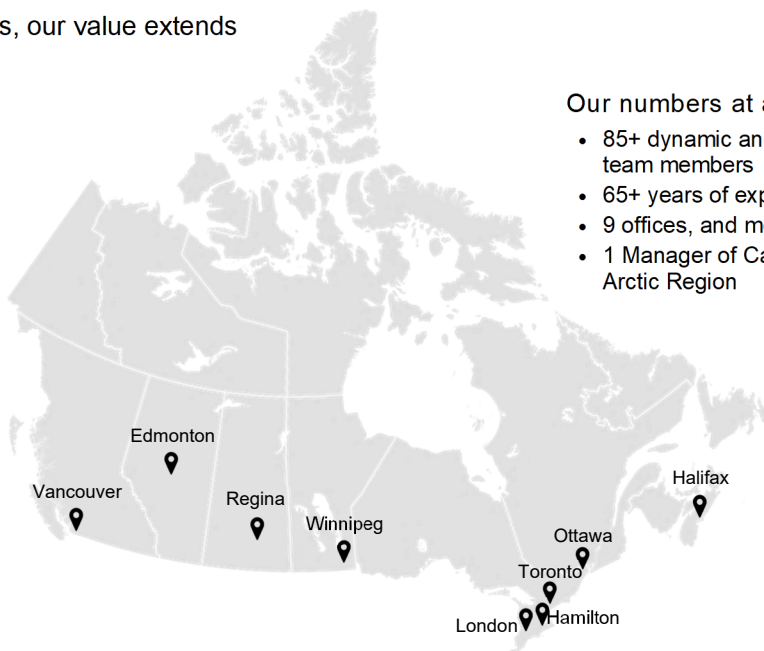 s, our value extends
Our numbers at a
• 85+ dynamic an
team members
• 65+ years of exp
• 9 offices, and m
• 1 Manager of Ca
Arctic Region
Edmonton
Vancouver
Regina
Winnipeg
Halifax
Ottawa
Toronto
Hamilton
London